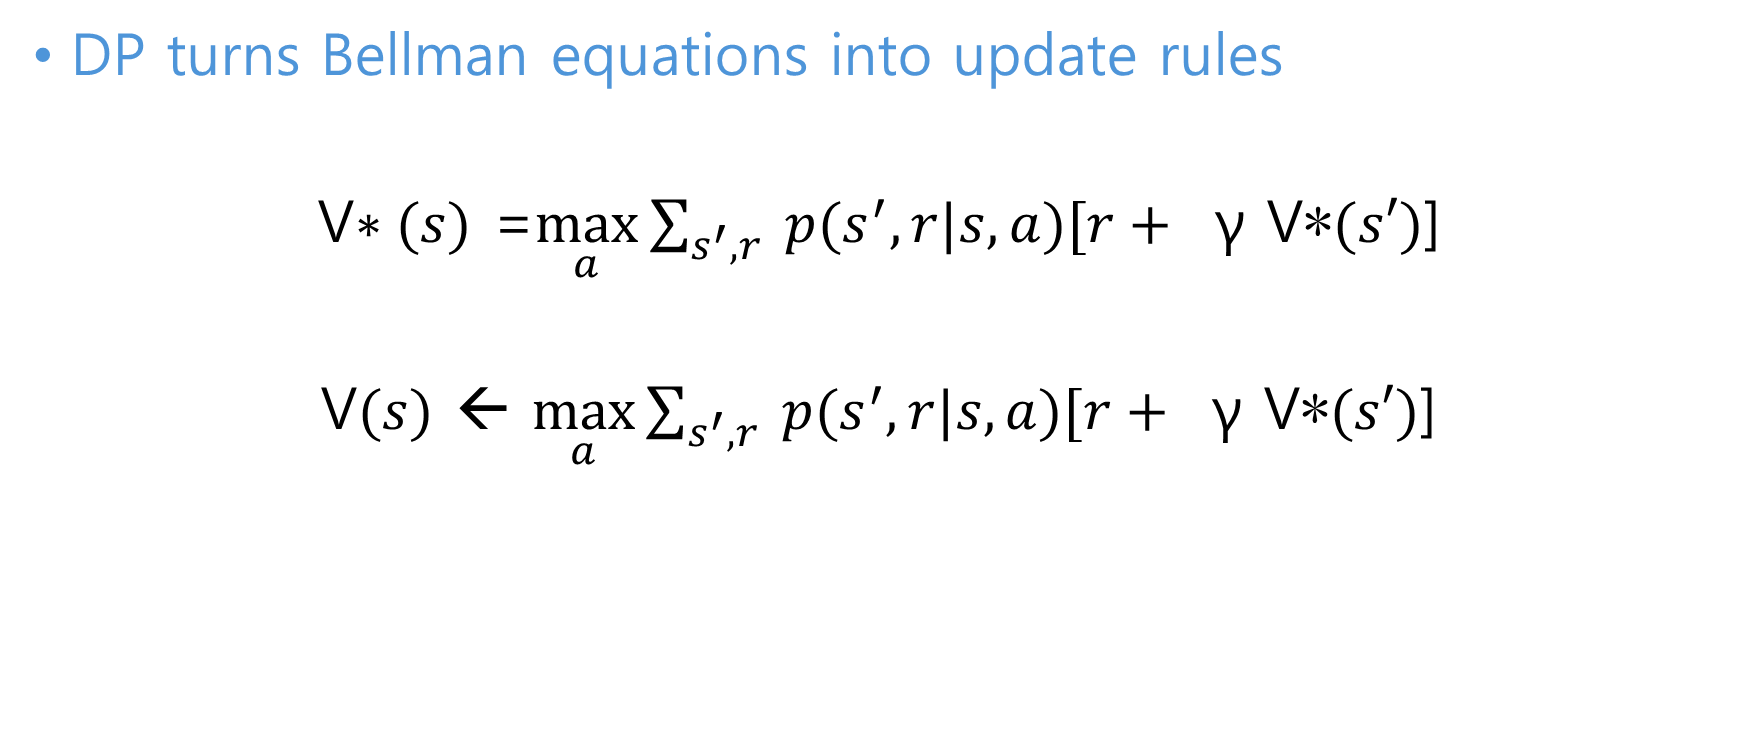 • DP turns Bellman equations into update rules
V* (s) = max_a ∑_{s′,r} p(s′,r|s,a)[r + γ V*(s′)]
V(s) ← max_a ∑_{s′,r} p(s′,r|s,a)[r + γ V*(s′)]